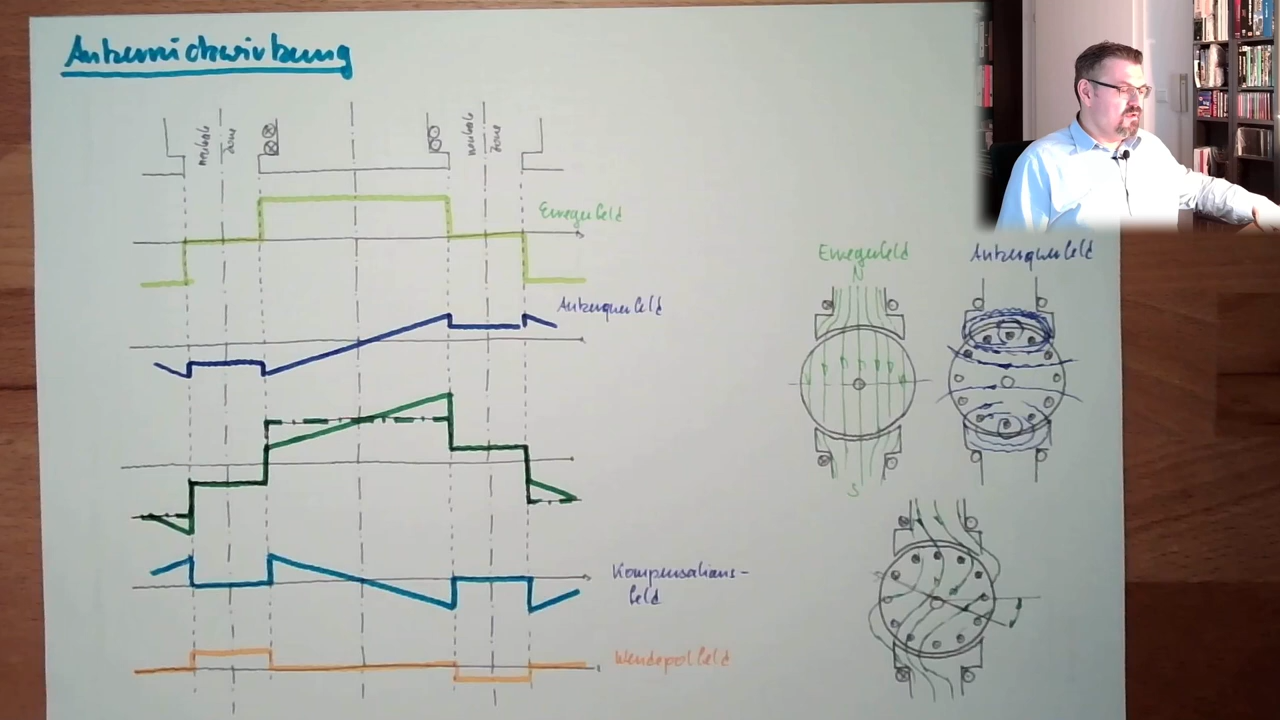 Ankerrückwirkung
neutrale
Zone
neutrale
Zone
Erregerfeld
Ankerquerfeld
Kompensations-
feld
Wendepolfeld
Erregerfeld
N
S
Ankerquerfeld